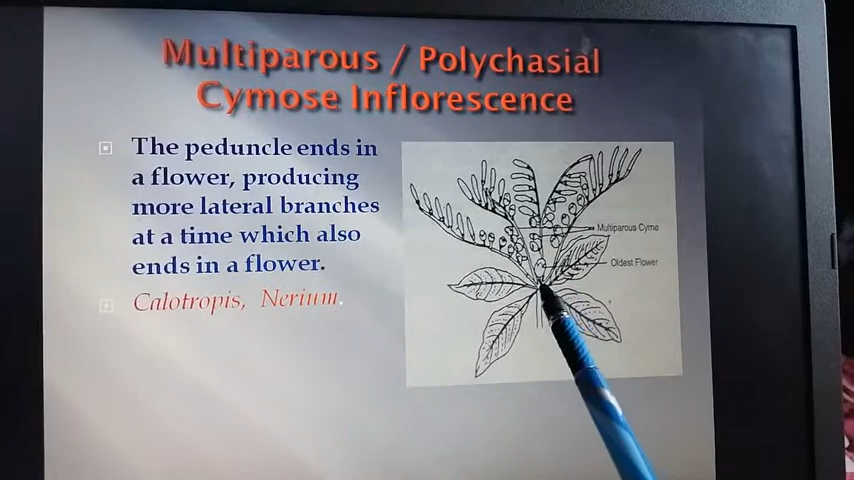 Multiparous / Polychasial
Cymose Inflorescence
The peduncle ends in
a flower, producing
more lateral branches
at a time which also
ends in a flower.
Calotropis, Nerium.
Multiparous Cyme
Oldest Flower